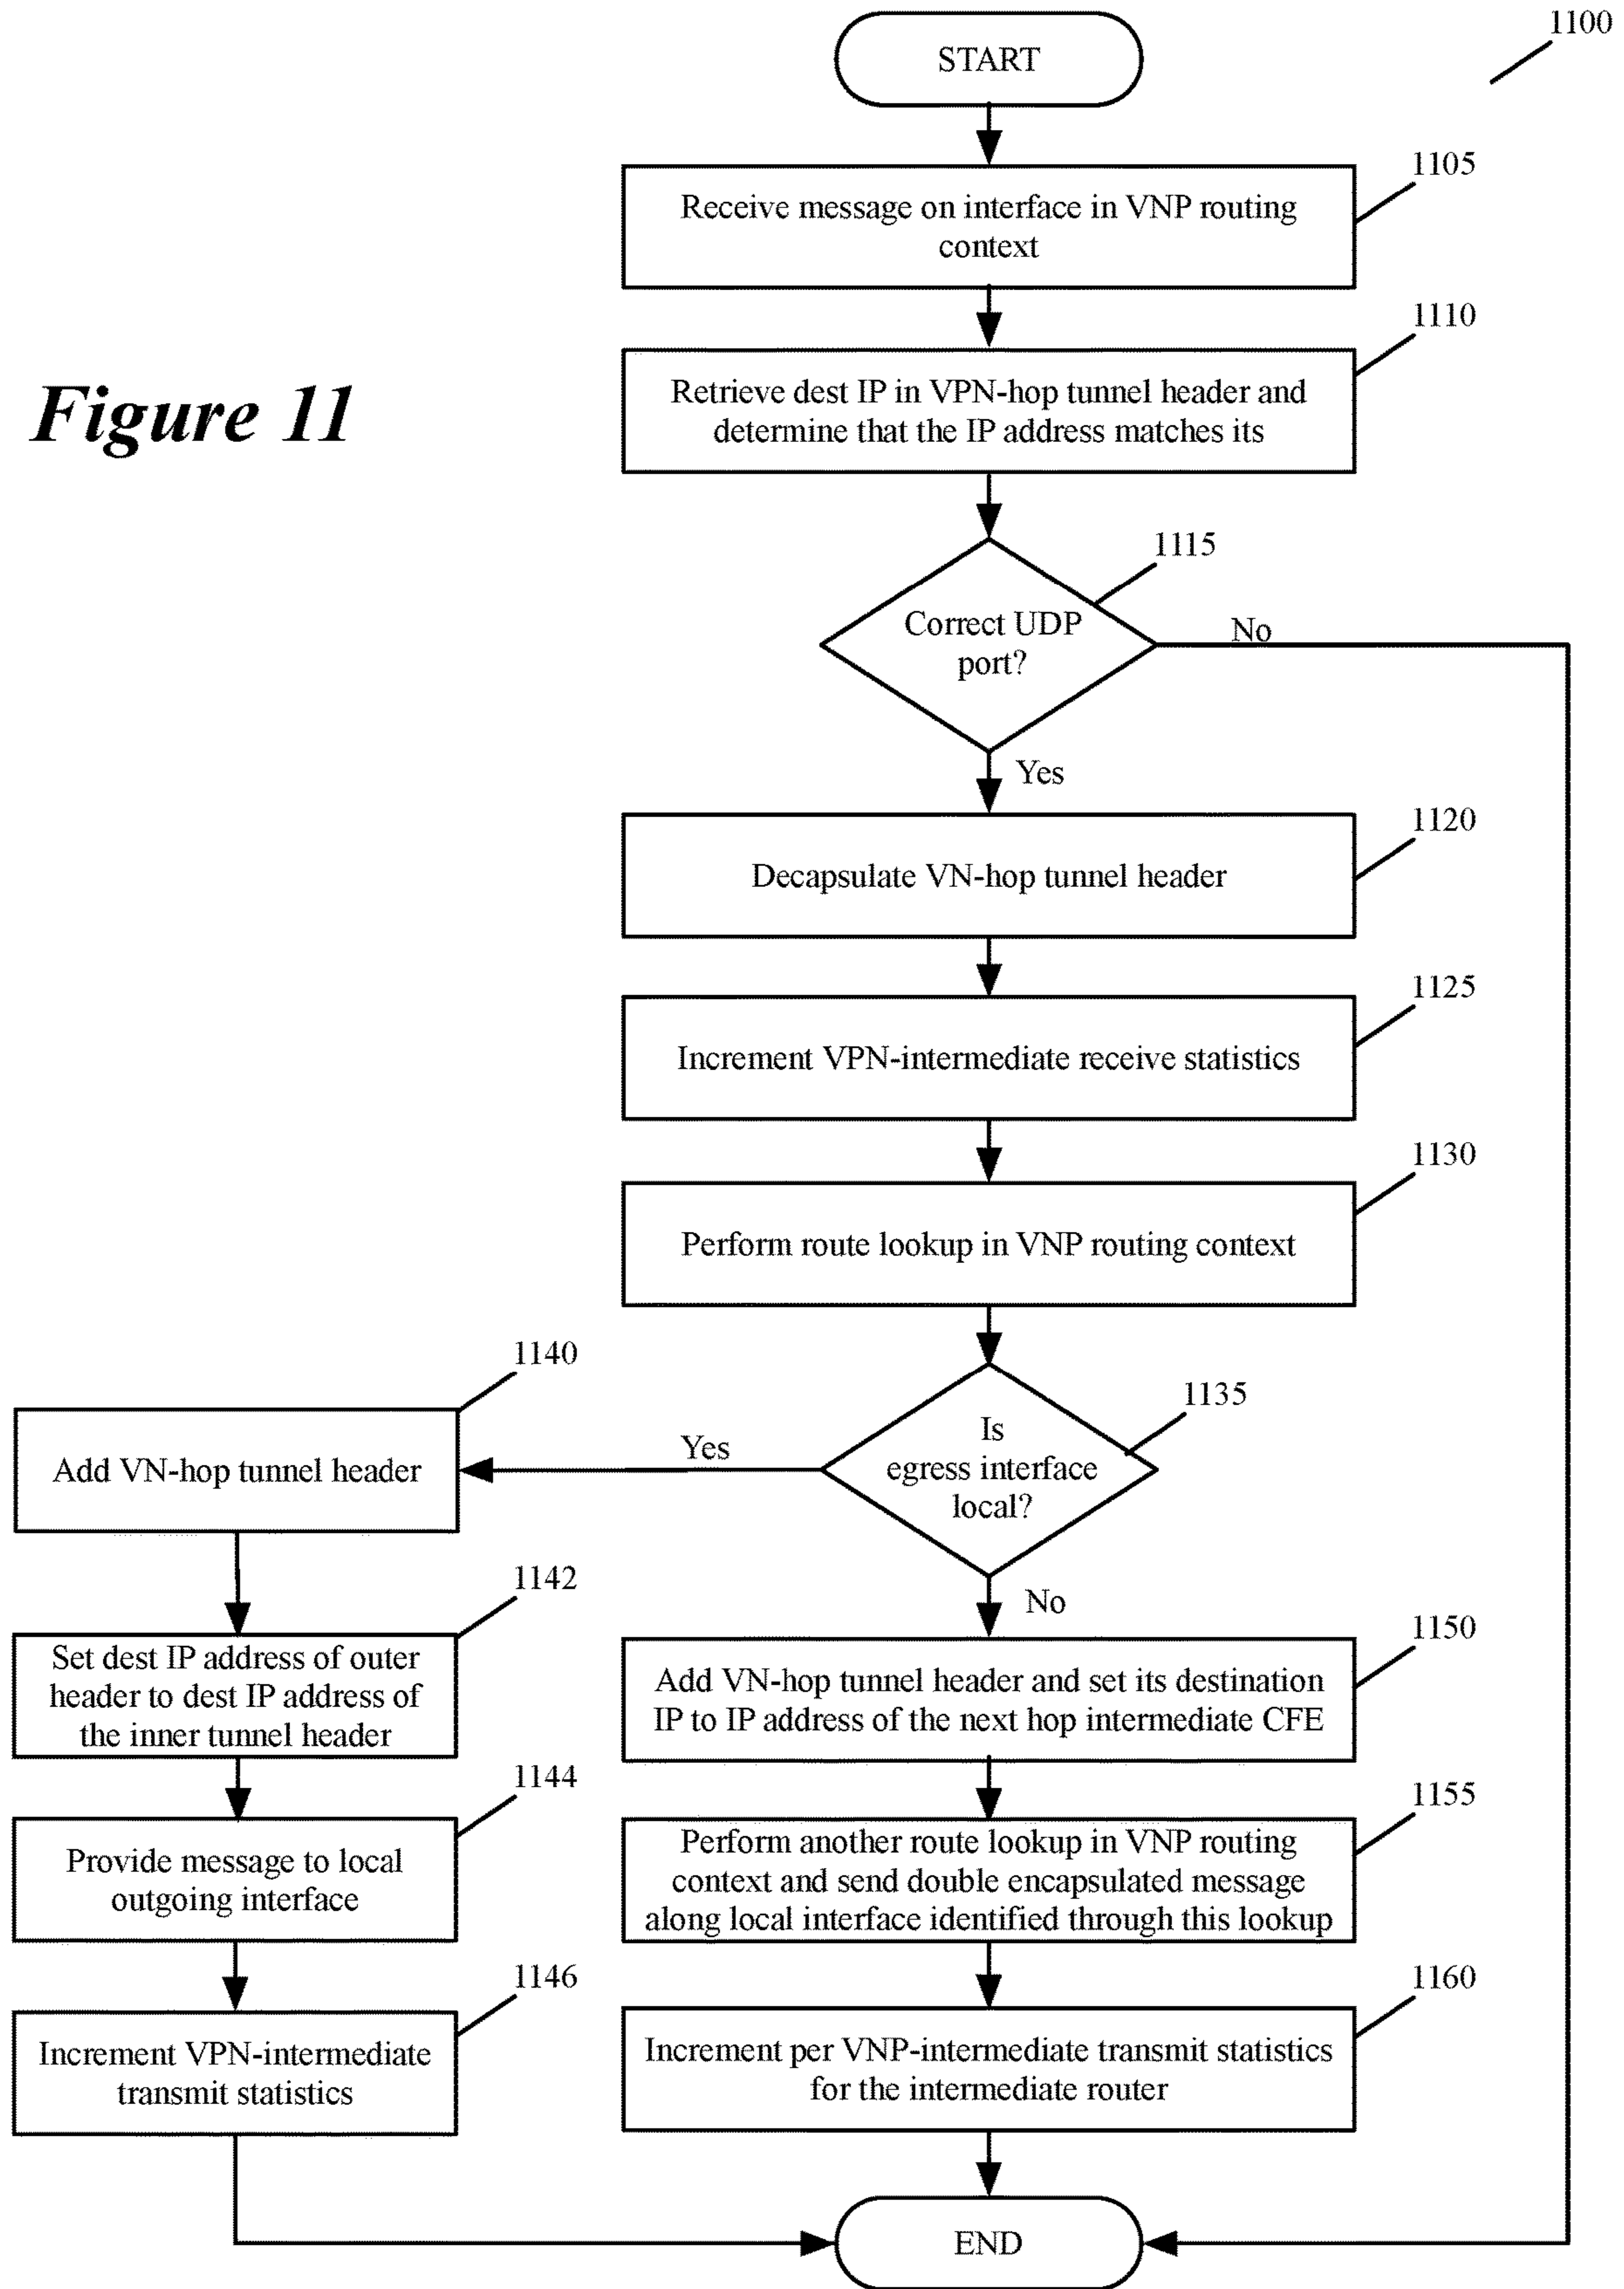 1100
START
1105
Receive message on interface in VNP routing
context
1110
Retrieve dest IP in VPN-hop tunnel header and
determine that the IP address matches its
Figure 11
1115
Correct UDP
port?
No
Yes
1120
Decapsulate VN-hop tunnel header
1125
Increment VPN-intermediate receive statistics
1130
Perform route lookup in VNP routing context
1135
Is
egress interface
local?
Yes
1140
Add VN-hop tunnel header
1142
Set dest IP address of outer
header to dest IP address of
the inner tunnel header
1144
Provide message to local
outgoing interface
1146
Increment VPN-intermediate
transmit statistics
No
1150
Add VN-hop tunnel header and set its destination
IP to IP address of the next hop intermediate CFE
1155
Perform another route lookup in VNP routing
context and send double encapsulated message
along local interface identified through this lookup
1160
Increment per VNP-intermediate transmit statistics
for the intermediate router
END